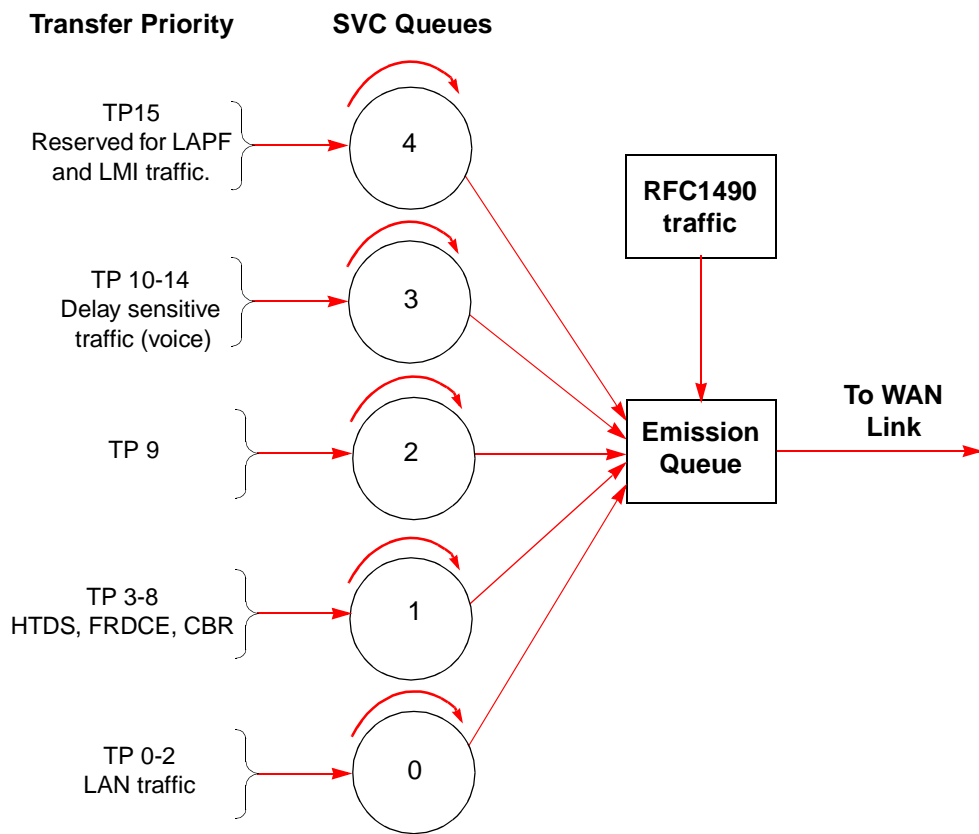 Transfer Priority
SVC Queues
TP15
Reserved for LAPF
and LMI traffic.
4
RFC1490
traffic
TP 10-14
Delay sensitive
traffic (voice)
3
TP 9
2
Emission
Queue
To WAN
Link
TP 3-8
HTDS, FRDCE, CBR
1
TP 0-2
LAN traffic
0